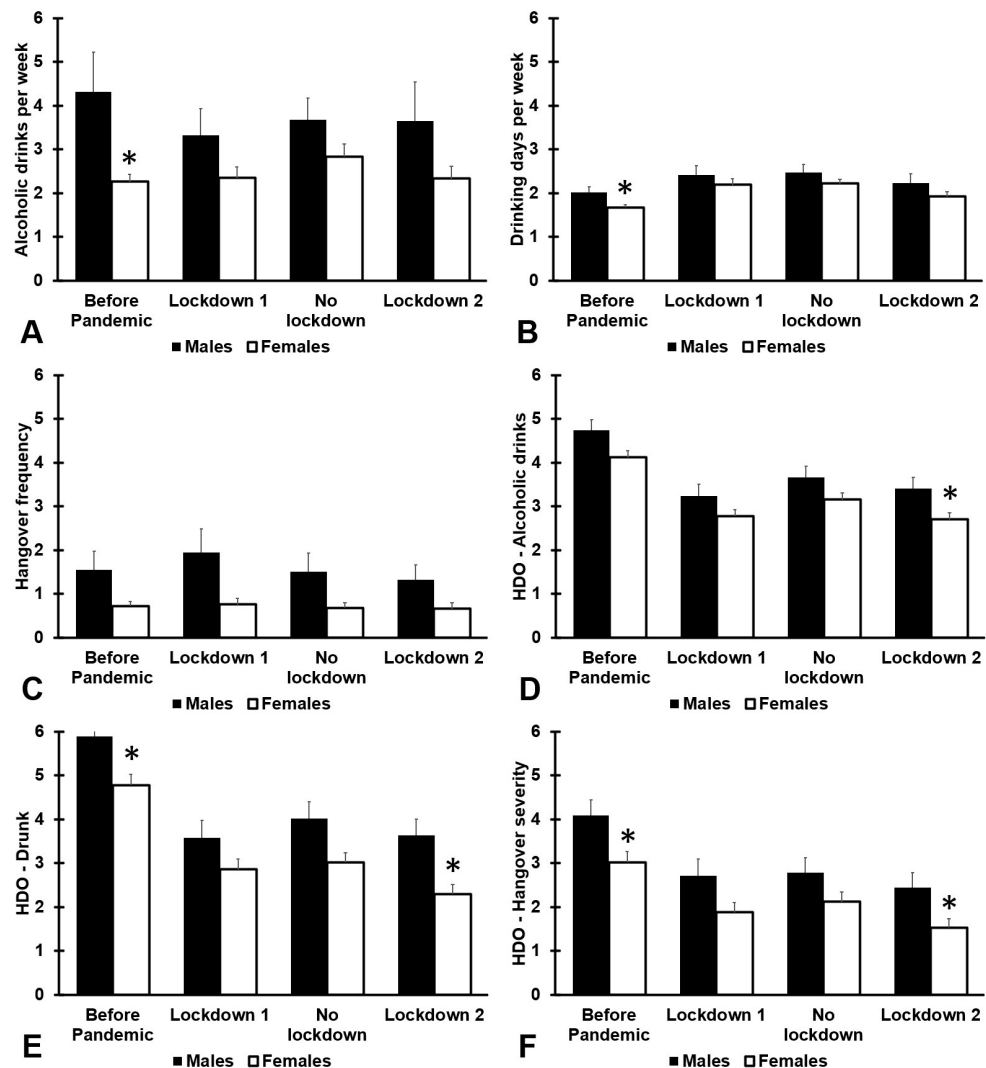 Alcoholic drinks per week
6
5
4
3
2
1
0
*
Before Pandemic
Lockdown 1
No lockdown
Lockdown 2
A
Males Females
Drinking days per week
6
5
4
3
2
1
0
*
Before Pandemic
Lockdown 1
No lockdown
Lockdown 2
B
Males Females
Hangover frequency
6
5
4
3
2
1
0
Before Pandemic
Lockdown 1
No lockdown
Lockdown 2
C
Males Females
HDO - Alcoholic drinks
6
5
4
3
2
1
0
*
Before Pandemic
Lockdown 1
No lockdown
Lockdown 2
D
Males Females
HDO - Drunk
6
5
4
3
2
1
0
*
*
Before Pandemic
Lockdown 1
No lockdown
Lockdown 2
E
Males Females
HDO - Hangover severity
6
5
4
3
2
1
0
*
*
Before Pandemic
Lockdown 1
No lockdown
Lockdown 2
F
Males Females